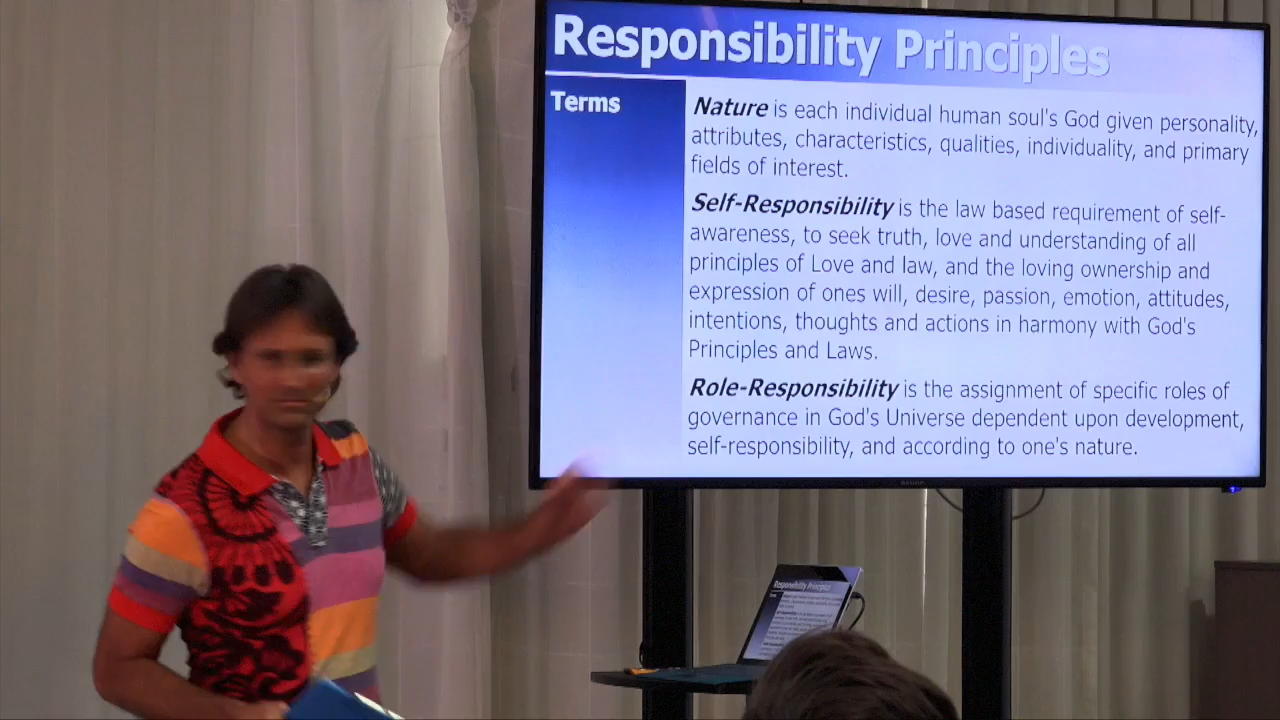 Responsibility Principles
Terms
Nature is each individual human soul's God given personality,
attributes, characteristics, qualities, individuality, and primary
fields of interest.
Self-Responsibility is the law based requirement of self-
awareness, to seek truth, love and understanding of all
principles of Love and law, and the loving ownership and
expression of ones will, desire, passion, emotion, attitudes,
intentions, thoughts and actions in harmony with God's
Principles and Laws.
Role-Responsibility is the assignment of specific roles of
governance in God's Universe dependent upon development,
self-responsibility, and according to one's nature.
Responsibility Principles